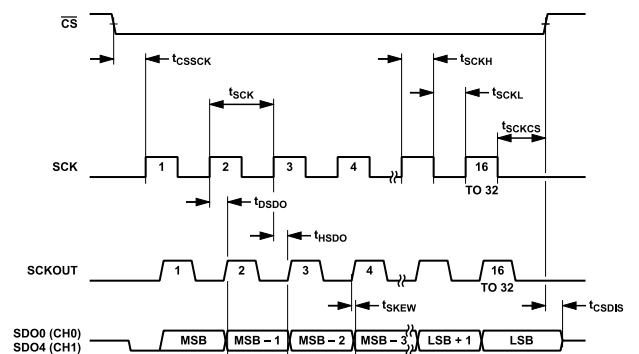 CS
tCSSCK
tSCKH
tSCK
tSCKL
tSCKCS
SCK
1 2 3 4 16
TO 32
tDSDO
tHSDO
SCKOUT
1 2 3 4 16
TO 32
tSKEW
tCSDIS
SDO0 (CH0)
SDO4 (CH1)
MSB MSB – 1 MSB – 2 MSB – 3 LSB + 1 LSB